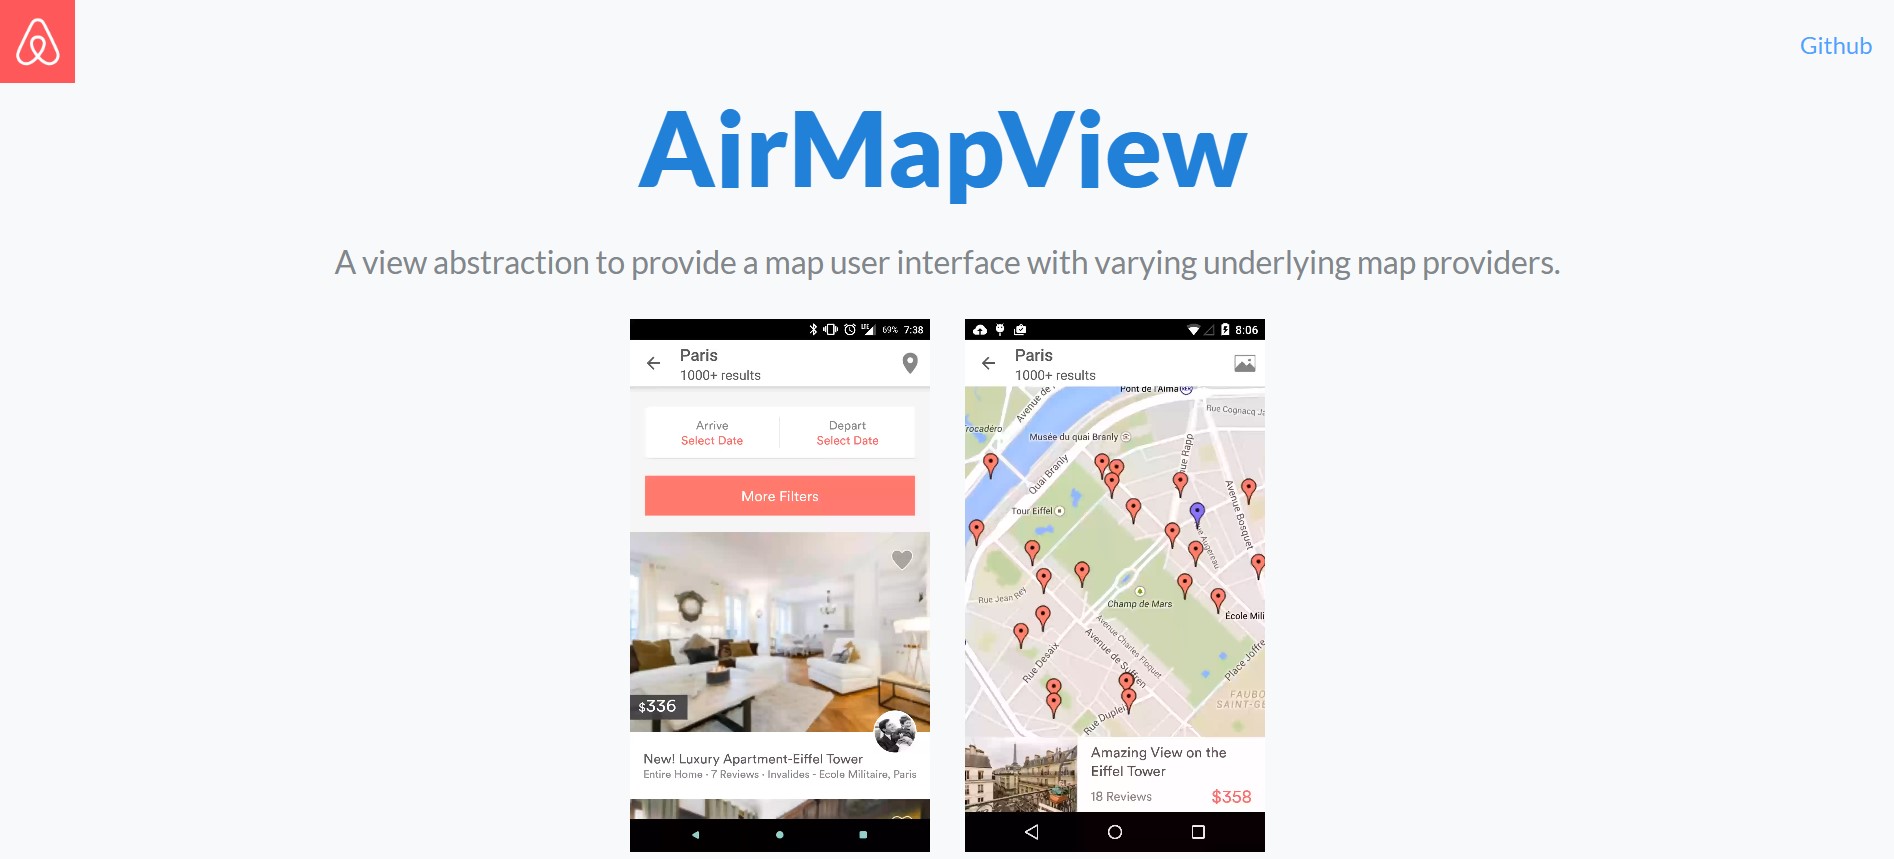 Github
AirMapView
A view abstraction to provide a map user interface with varying underlying map providers.
LTE 69% 7:38
Paris
1000+ results
Arrive
Select Date
Depart
Select Date
More Filters
$336
New! Luxury Apartment-Eiffel Tower
Entire Home · 7 Reviews · Invalides - Ecole Militaire, Paris
8:06
Paris
1000+ results
Pont de l'Alma
Avenue de
Rue Cognacq Ja
rocadéro
Musée du quai Branly
ue Rapp
Quai Branly
Avenue Bosquet
Tour Eiffel
Rue Augereau
Rue Jean Rey
Champ de Mars
École Mili
Avenue Charles Floquet
Avenue de Suffren
Rue Desaix
Place Joffre
FAUBO
SAINT-GE
Rue Dupleix
Amazing View on the
Eiffel Tower
18 Reviews
$358